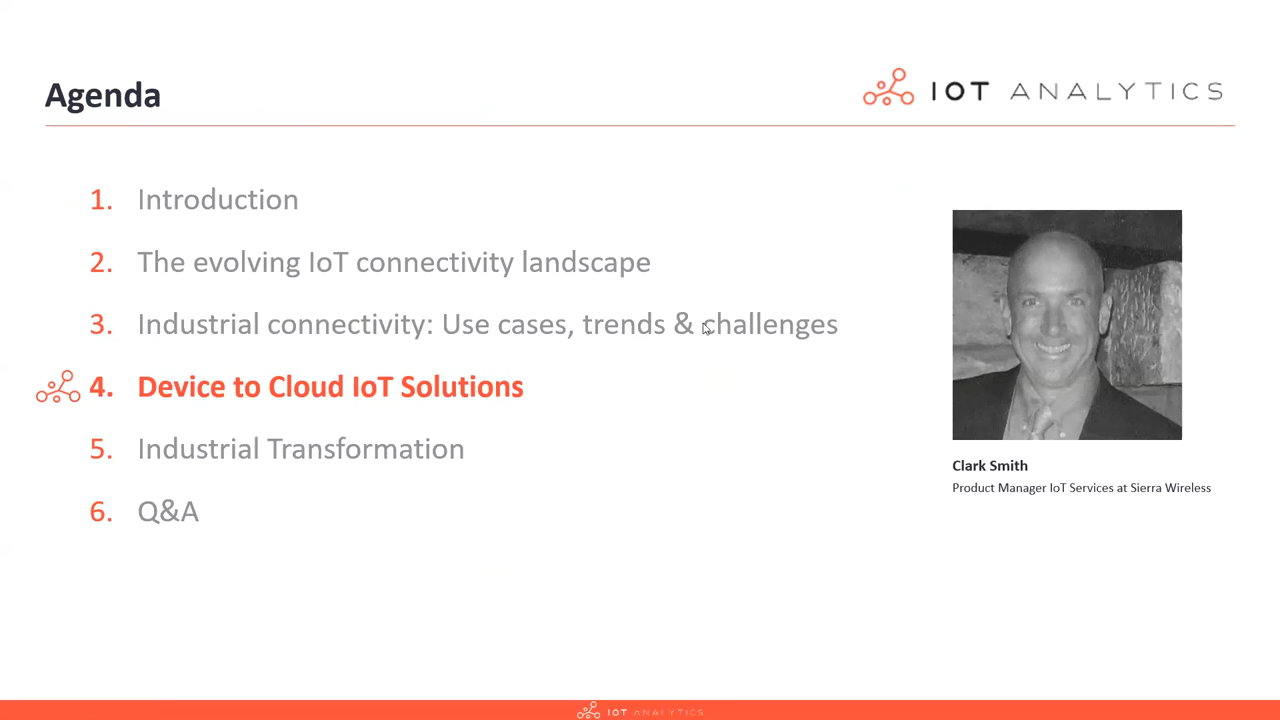 Agenda
IOT ANALYTICS
1. Introduction
2. The evolving IoT connectivity landscape
3. Industrial connectivity: Use cases, trends & challenges
4. Device to Cloud IoT Solutions
5. Industrial Transformation
6. Q&A
Clark Smith
Product Manager IoT Services at Sierra Wireless
IOT ANALYTICS